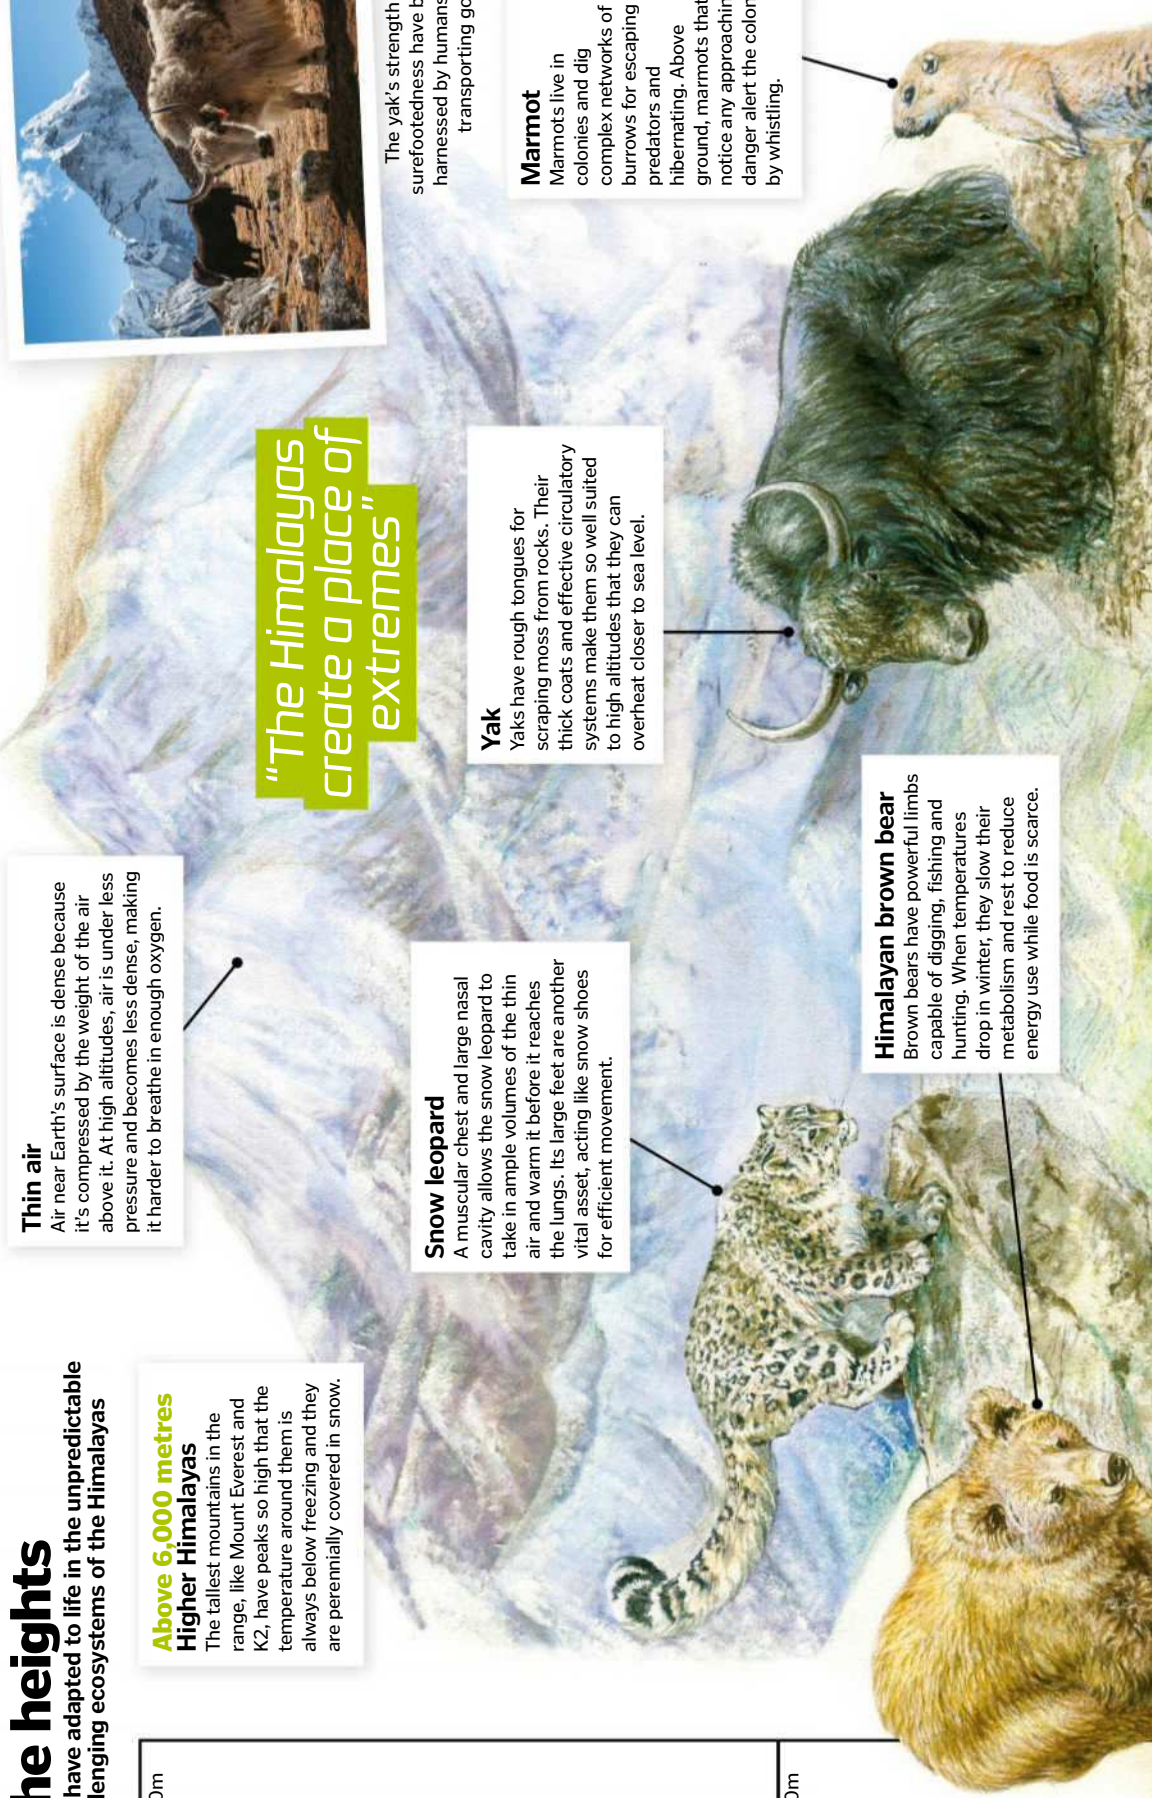 he heights
have adapted to life in the unpredictable
lenging ecosystems of the Himalayas
Above 6,000 metres
Higher Himalayas
The tallest mountains in the
range, like Mount Everest and
K2, have peaks so high that the
temperature around them is
always below freezing and they
are perennially covered in snow.
0m
0m
Thin air
Air near Earth's surface is dense because
it's compressed by the weight of the air
above it. At high altitudes, air is under less
pressure and becomes less dense, making
it harder to breathe in enough oxygen.
Snow leopard
A muscular chest and large nasal
cavity allows the snow leopard to
take in ample volumes of the thin
air and warm it before it reaches
the lungs. Its large feet are another
vital asset, acting like snow shoes
for efficient movement.
Himalayan brown bear
Brown bears have powerful limbs
capable of digging, fishing and
hunting. When temperatures
drop in winter, they slow their
metabolism and rest to reduce
energy use while food is scarce.
"The Himalayas
create a place of
extremes"
Yak
Yaks have rough tongues for
scraping moss from rocks. Their
thick coats and effective circulatory
systems make them so well suited
to high altitudes that they can
overheat closer to sea level.
The yak's strength
surefootedness have b
harnessed by humans
transporting go
Marmot
Marmots live in
colonies and dig
complex networks of
burrows for escaping
predators and
hibernating. Above
ground, marmots that
notice any approachin
danger alert the colon
by whistling.